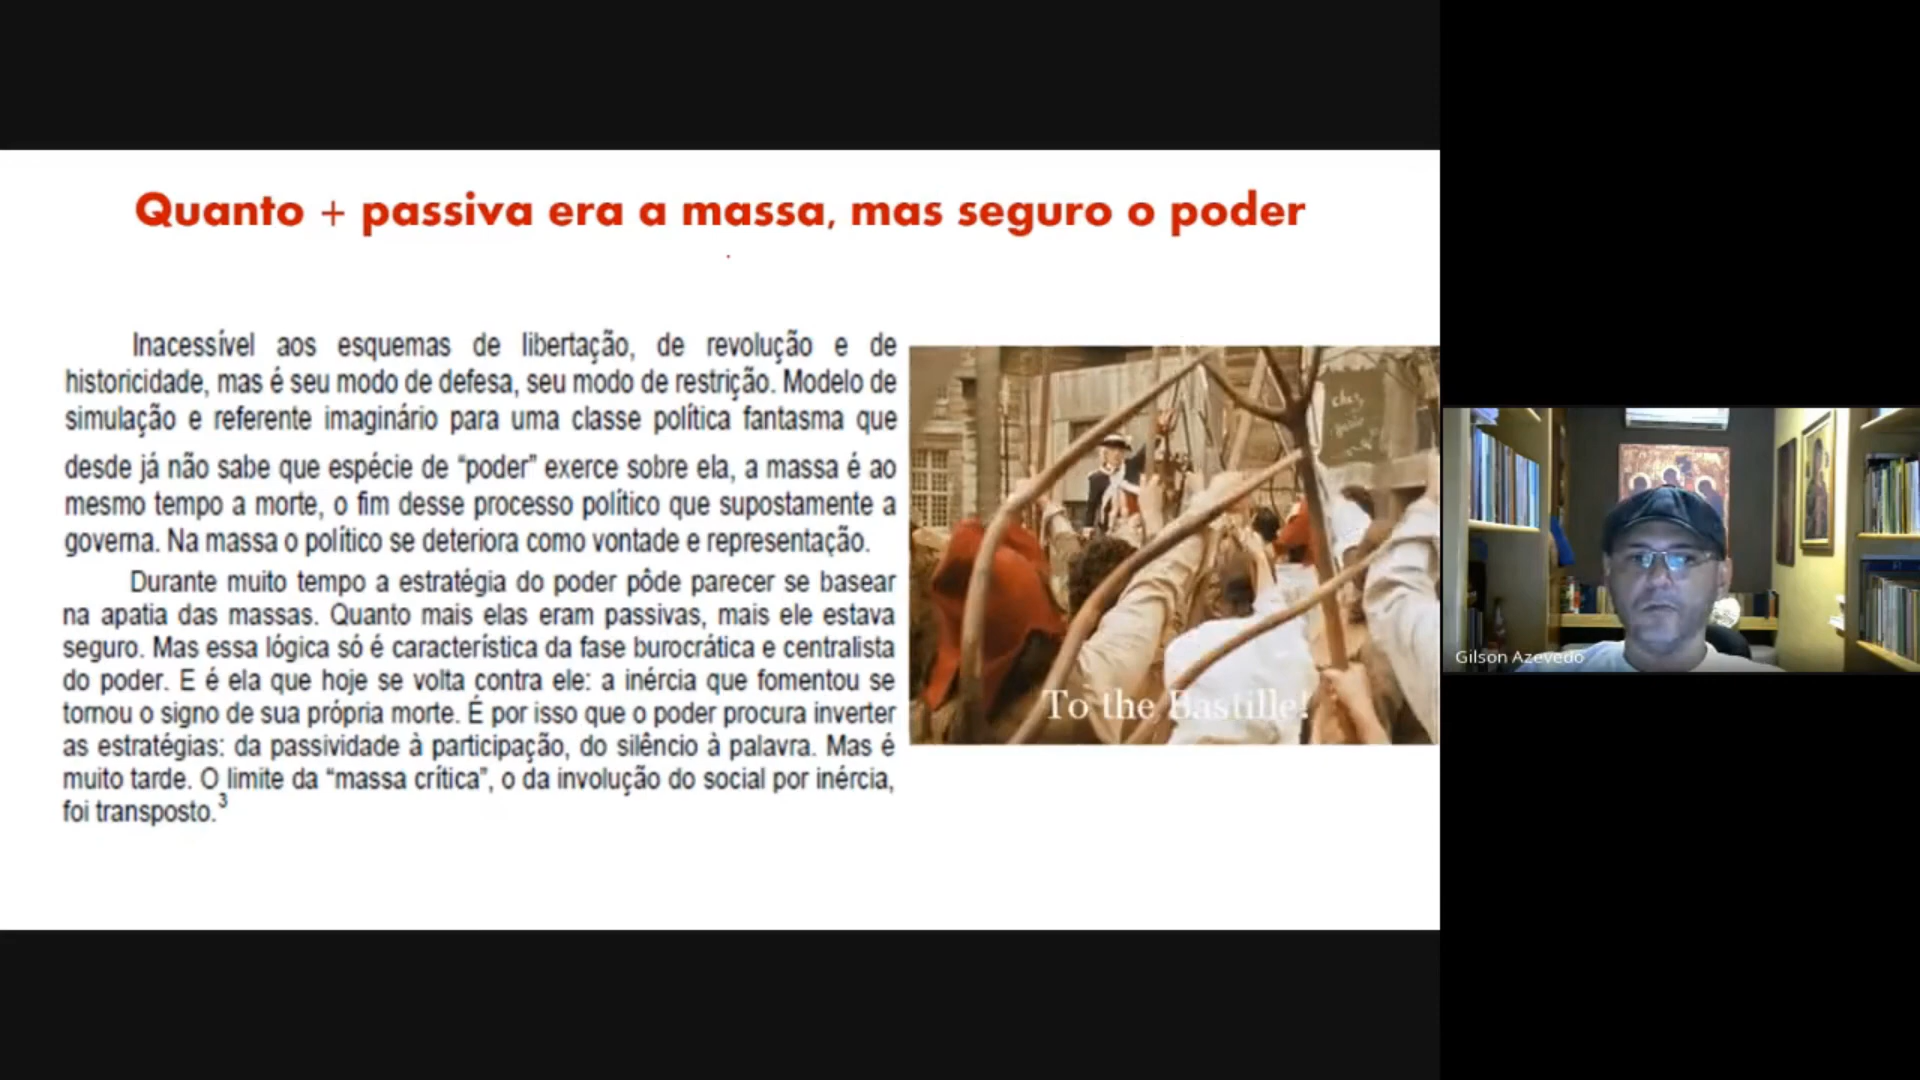 Quanto + passiva era a massa, mas seguro o poder
Inacessível aos esquemas de libertação, de revolução e de
historicidade, mas é seu modo de defesa, seu modo de restrição. Modelo de
simulação e referente imaginário para uma classe política fantasma que
desde já não sabe que espécie de “poder” exerce sobre ela, a massa é ao
mesmo tempo a morte, o fim desse processo político que supostamente a
governa. Na massa o político se deteriora como vontade e representação.
Durante muito tempo a estratégia do poder pôde parecer se basear
na apatia das massas. Quanto mais elas eram passivas, mais ele estava
seguro. Mas essa lógica só é característica da fase burocrática e centralista
do poder. E é ela que hoje se volta contra ele: a inércia que fomentou se
tornou o signo de sua própria morte. É por isso que o poder procura inverter
as estratégias: da passividade à participação, do silêncio à palavra. Mas é
muito tarde. O limite da “massa crítica”, o da involução do social por inércia,
foi transposto.³
To the Bastille!
Gilson Azevedo